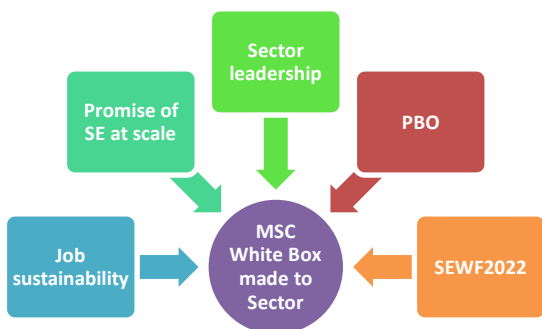 Sector
leadership
Promise of
SE at scale
PBO
Job
sustainability
MSC
White Box
made to
Sector
SEWF2022